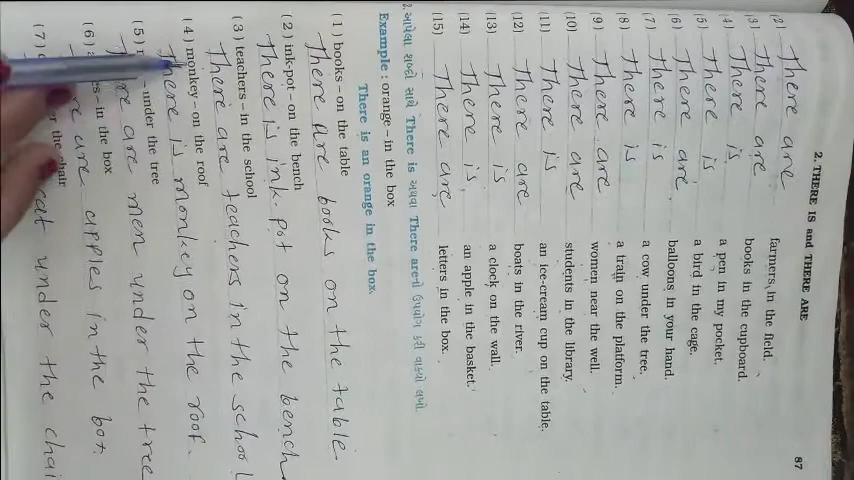 87
2. THERE IS and THERE ARE
(2) There are farmers in the field.
(3) There are books in the cupboard.
(4) There is a pen in my pocket.
(5) There is a bird in the cage.
(6) There are balloons in your hand.
(7) There is a cow under the tree.
(8) There is a train on the platform.
(9) There are women near the well.
(10) There are students in the library.
(11) There is an ice-cream cup on the table.
(12) There are boats in the river.
(13) There is a clock on the wall.
(14) There is an apple in the basket.
(15) There are letters in the box.
2. આપેલા શબ્દો સાથે There is અથવા There areનો ઉપયોગ કરી વાક્યો લખો
Example : orange – in the box
There is an orange in the box.
(1) books – on the table
There are books on the table.
(2) ink-pot – on the bench
There is ink-pot on the bench
(3) teachers – in the school
There are teachers in the school
(4) monkey – on the roof
There is monkey on the roof.
(5) – under the tree
are men under the tree
(6) – in the box
are apples in the box
(7) the chair
under the chai